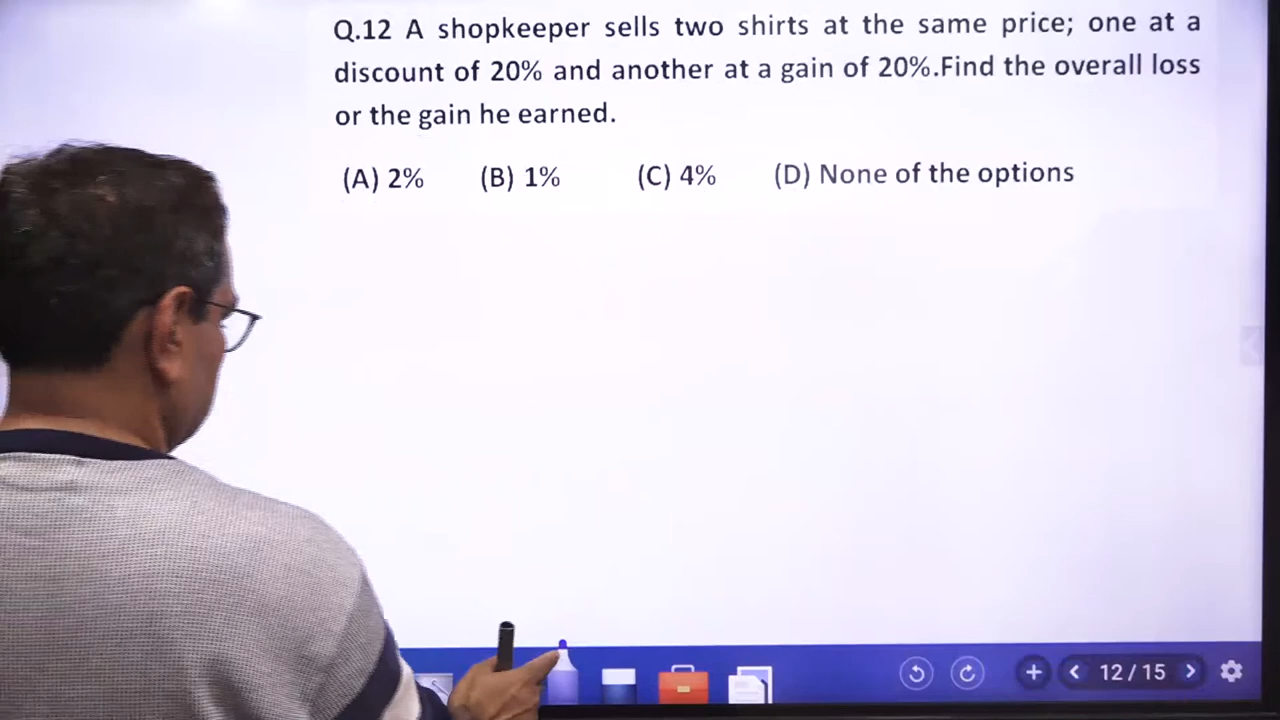 Q.12 A shopkeeper sells two shirts at the same price; one at a
discount of 20% and another at a gain of 20%.Find the overall loss
or the gain he earned.
(A) 2% (B) 1% (C) 4% (D) None of the options
12/15